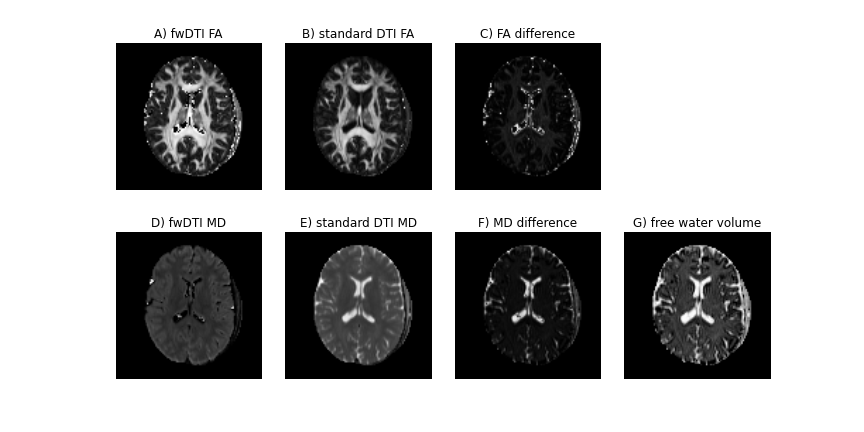 A) fwDTI FA
B) standard DTI FA
C) FA difference
D) fwDTI MD
E) standard DTI MD
F) MD difference
G) free water volume